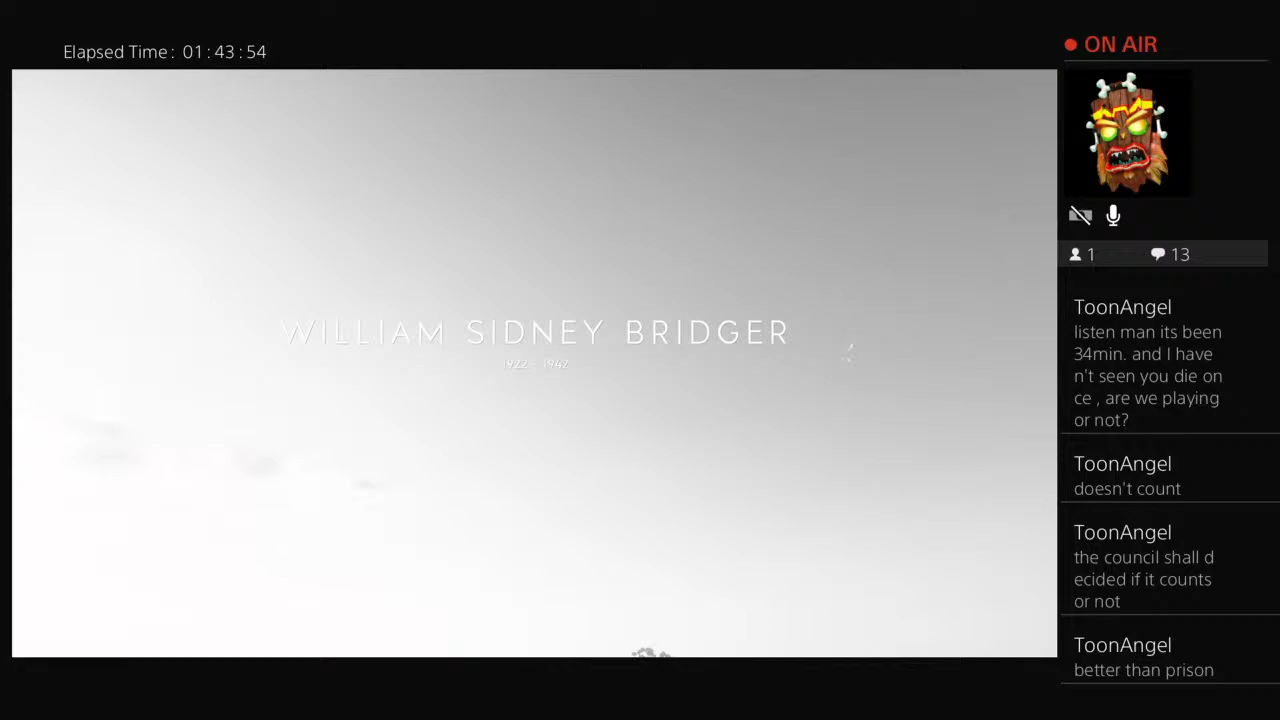 Elapsed Time: 01:43:54
ON AIR
WILLIAM SIDNEY BRIDGER
1922 - 1942
1
13
ToonAngel
listen man its been
34min. and I have
n't seen you die on
ce , are we playing
or not?
ToonAngel
doesn't count
ToonAngel
the council shall d
ecided if it counts
or not
ToonAngel
better than prison